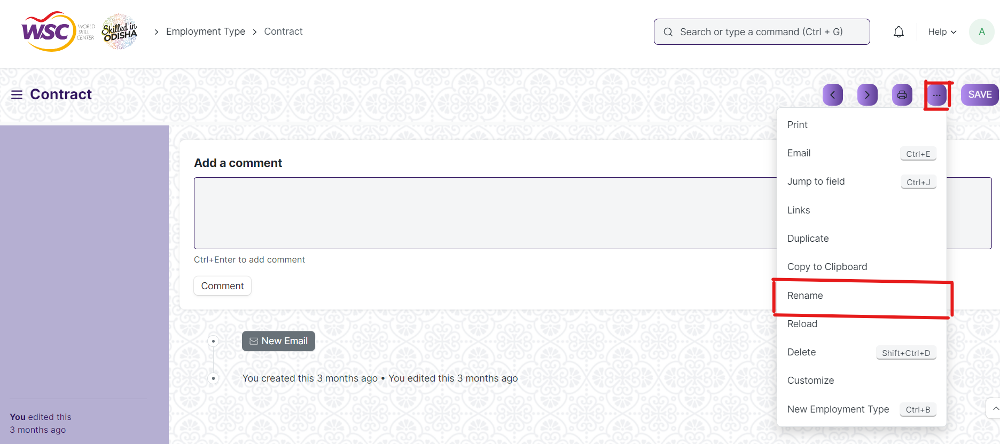 WSC WORLD SKILL CENTER
Skilled in ODISHA
Employment Type
Contract
Search or type a command (Ctrl + G)
Help
A
Contract
...
SAVE
Print
Email Ctrl+E
Jump to field Ctrl+J
Links
Duplicate
Copy to Clipboard
Rename
Reload
Delete Shift+Ctrl+D
Customize
New Employment Type Ctrl+B
Add a comment
Ctrl+Enter to add comment
Comment
New Email
You created this 3 months ago • You edited this 3 months ago
You edited this
3 months ago